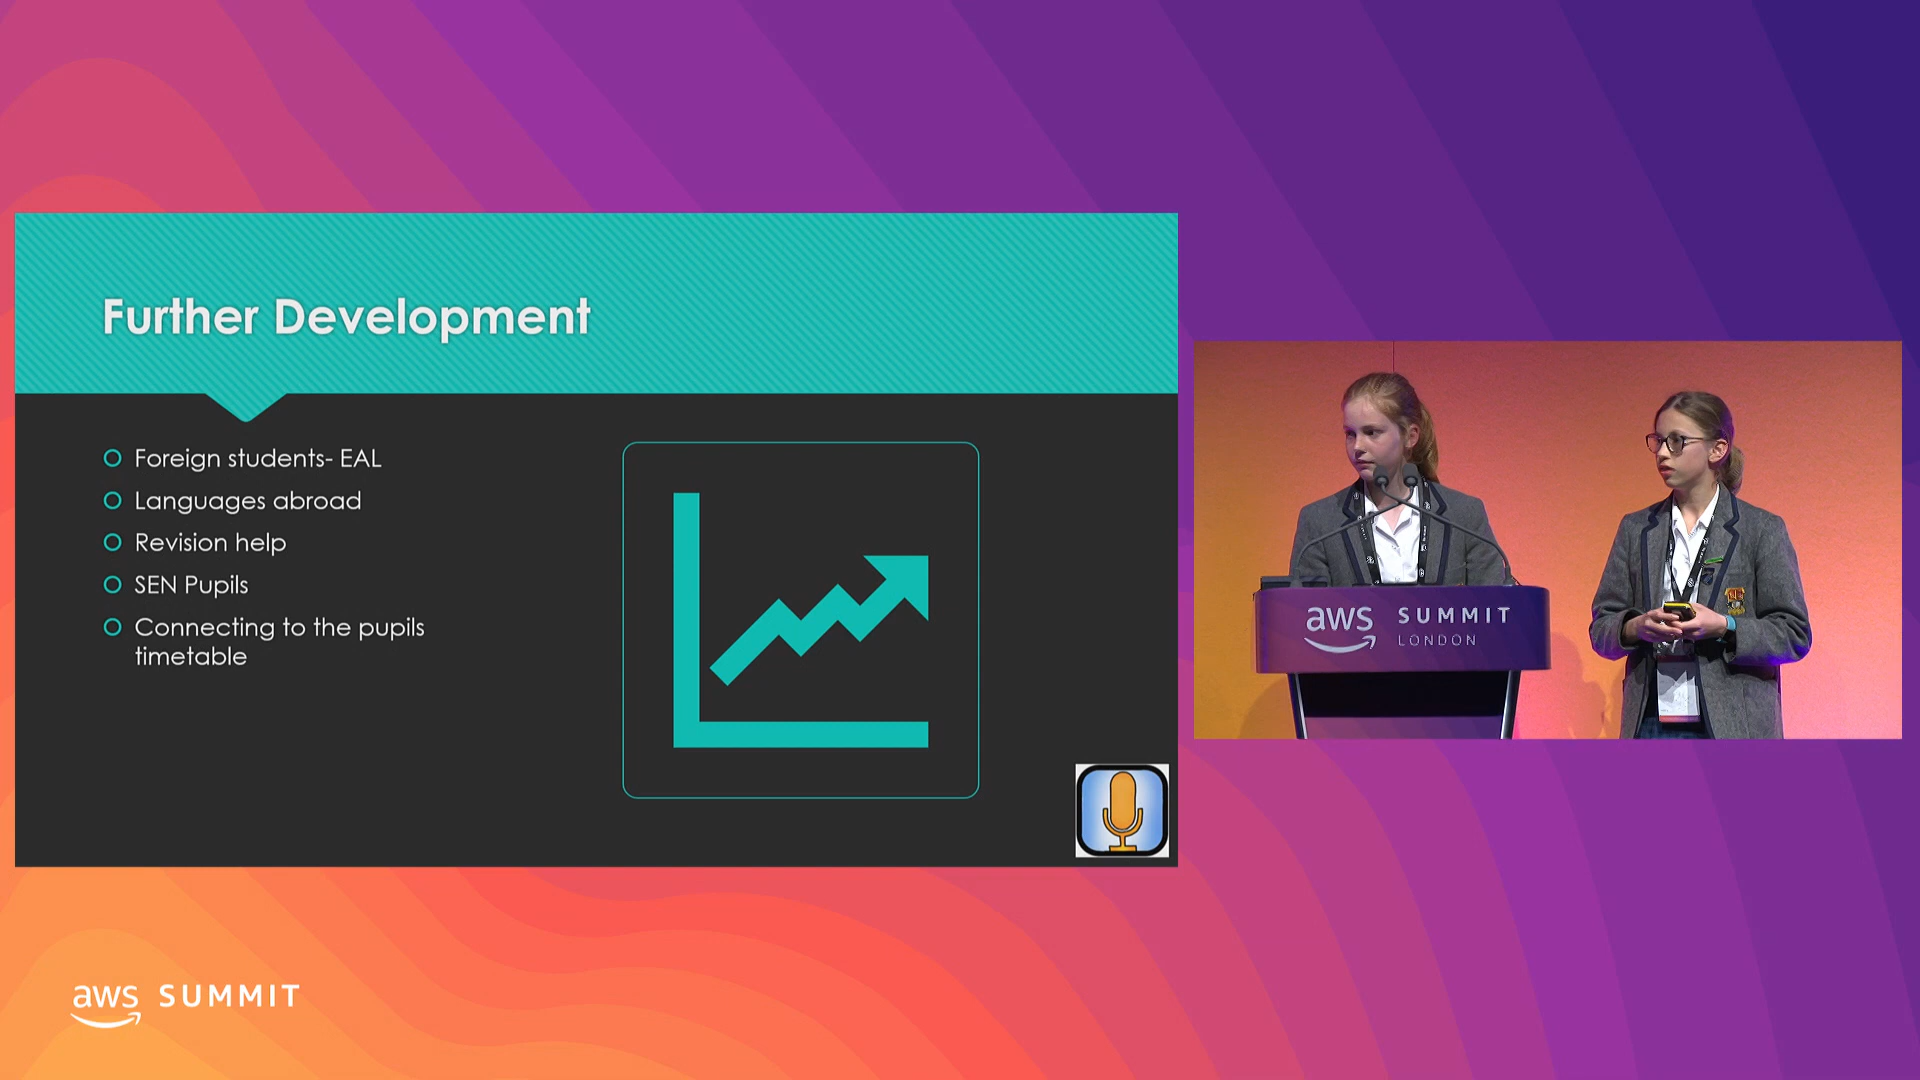 Further Development
Foreign students- EAL
Languages abroad
Revision help
SEN Pupils
Connecting to the pupils
timetable
aws SUMMIT
LONDON
aws SUMMIT